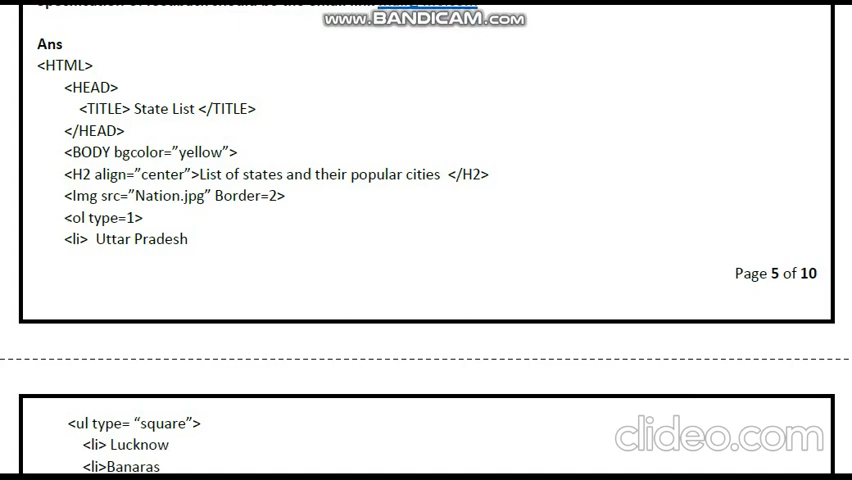 www.BANDICAM.com
Ans
<HTML>
<HEAD>
<TITLE> State List </TITLE>
</HEAD>
<BODY bgcolor=”yellow”>
<H2 align=”center”>List of states and their popular cities </H2>
<Img src=”Nation.jpg” Border=2>
<ol type=1>
<li> Uttar Pradesh
Page 5 of 10
<ul type= “square”>
<li> Lucknow
<li>Banaras
clideo.com